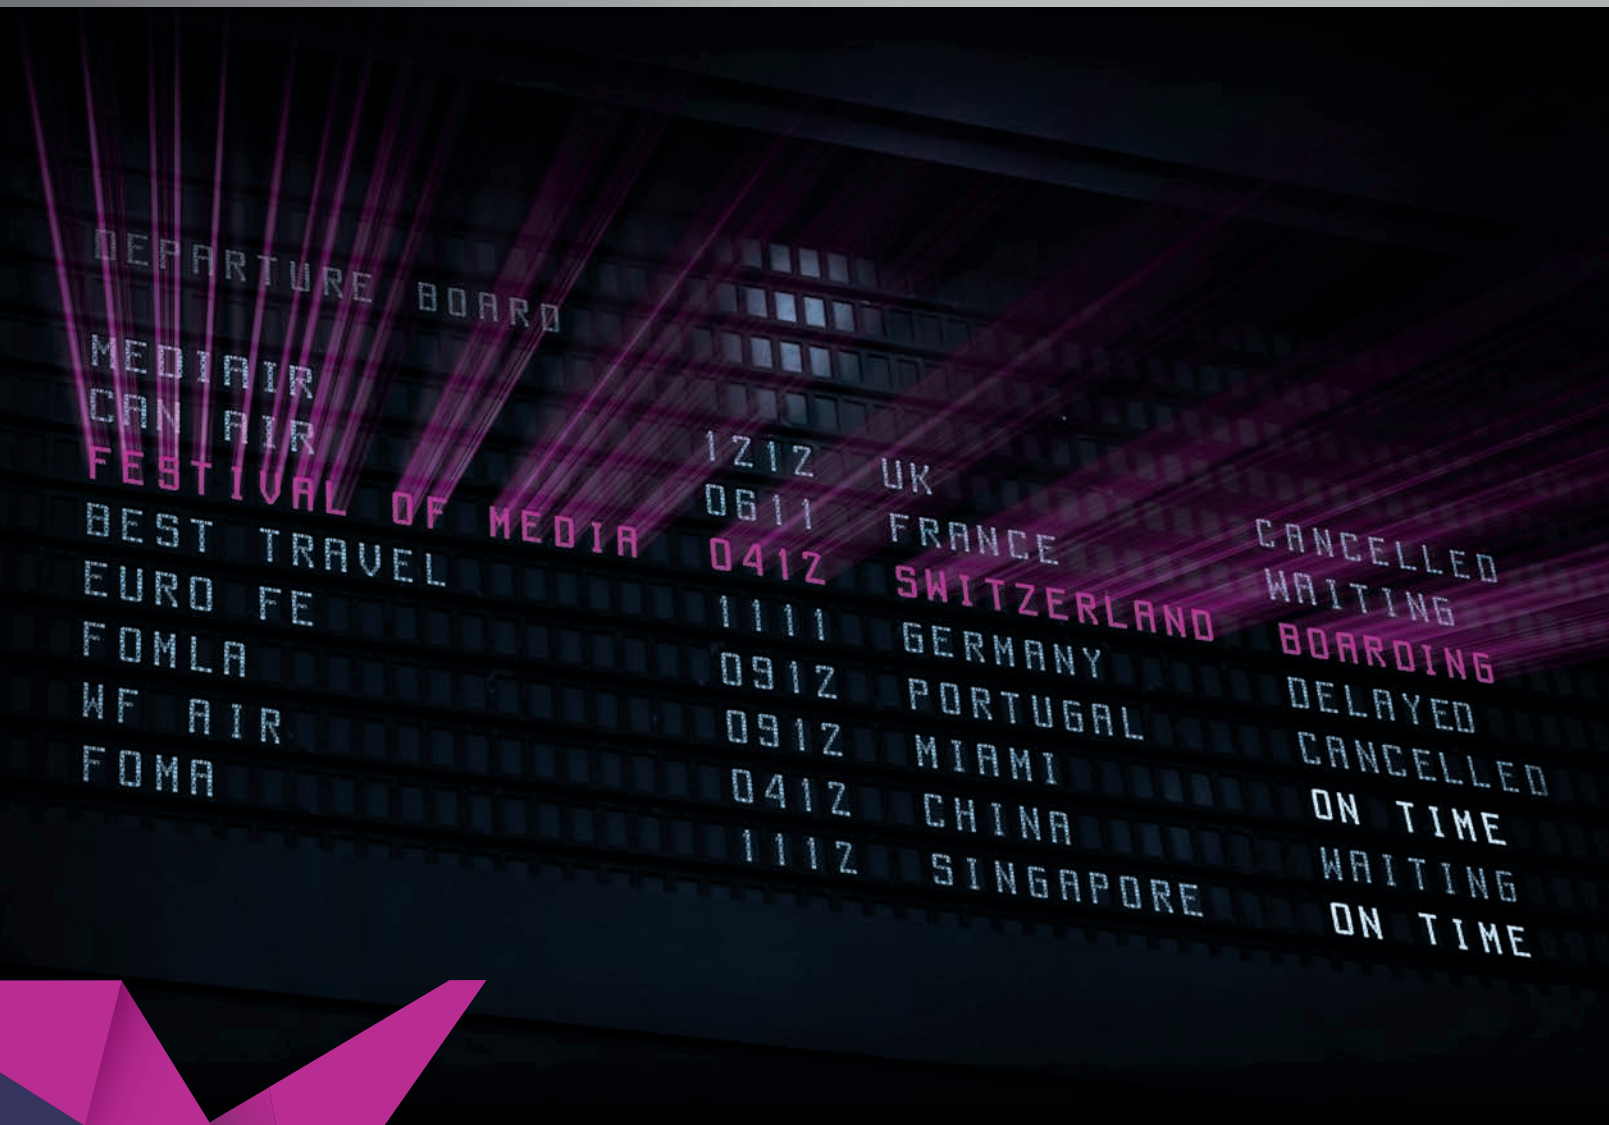 DEPARTURE BOARD
MEDIAIR 1212 UK CANCELLED
CAN AIR 0611 FRANCE WAITING
FESTIVAL OF MEDIA 0412 SWITZERLAND BOARDING
BEST TRAVEL 1111 GERMANY DELAYED
EURO FE 0912 PORTUGAL CANCELLED
FOMLA 0912 MIAMI ON TIME
WF AIR 0412 CHINA WAITING
FOMA 1112 SINGAPORE ON TIME